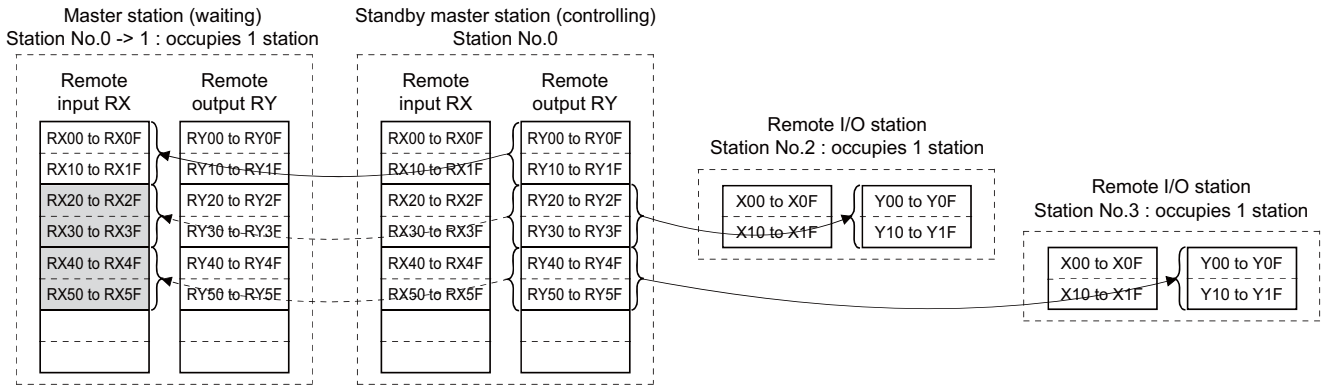 Master station (waiting)
Station No.0 -> 1 : occupies 1 station
Remote
input RX
Remote
output RY
RX00 to RX0F
RY00 to RY0F
RX10 to RX1F
RY10 to RY1F
RX20 to RX2F
RY20 to RY2F
RX30 to RX3F
RY30 to RY3F
RX40 to RX4F
RY40 to RY4F
RX50 to RX5F
RY50 to RY5F
Standby master station (controlling)
Station No.0
Remote
input RX
Remote
output RY
RX00 to RX0F
RY00 to RY0F
RX10 to RX1F
RY10 to RY1F
RX20 to RX2F
RY20 to RY2F
RX30 to RX3F
RY30 to RY3F
RX40 to RX4F
RY40 to RY4F
RX50 to RX5F
RY50 to RY5F
Remote I/O station
Station No.2 : occupies 1 station
X00 to X0F
Y00 to Y0F
X10 to X1F
Y10 to Y1F
Remote I/O station
Station No.3 : occupies 1 station
X00 to X0F
Y00 to Y0F
X10 to X1F
Y10 to Y1F